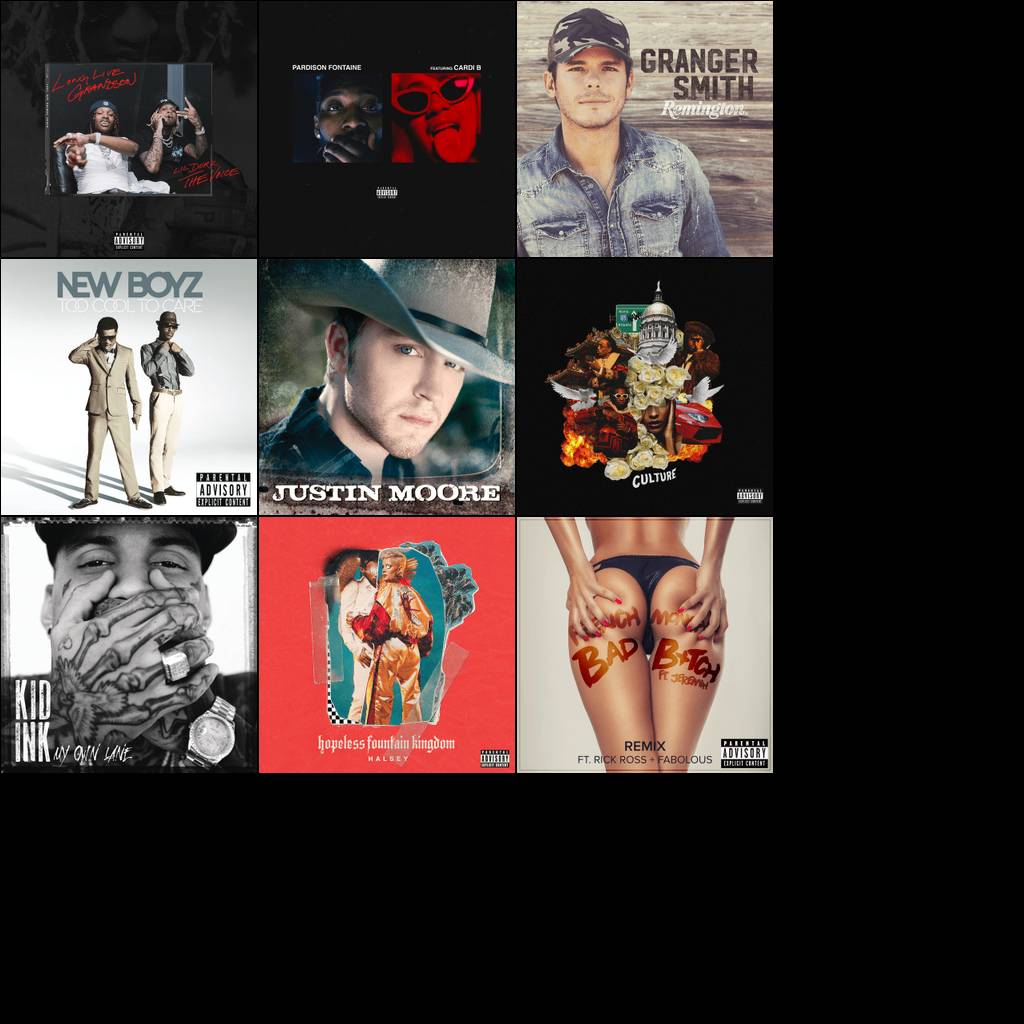 Long Live
Grandson
Lil Durk
The Voice
PARENTAL
ADVISORY
EXPLICIT CONTENT
PARDISON FONTAINE
FEATURING CARDI B
PARENTAL
ADVISORY
EXPLICIT CONTENT
GRANGER
SMITH
Remington
NEW BOYZ
TOO COOL TO CARE
PARENTAL
ADVISORY
EXPLICIT CONTENT
JUSTIN MOORE
CULTURE
PARENTAL
ADVISORY
EXPLICIT CONTENT
KID
INK
MY OWN LANE
hopeless fountain kingdom
HALSEY
PARENTAL
ADVISORY
EXPLICIT CONTENT
FRENCH MONTANA
BAD B*TCH
FT. JEREMIH
REMIX
FT. RICK ROSS + FABOLOUS
PARENTAL
ADVISORY
EXPLICIT CONTENT